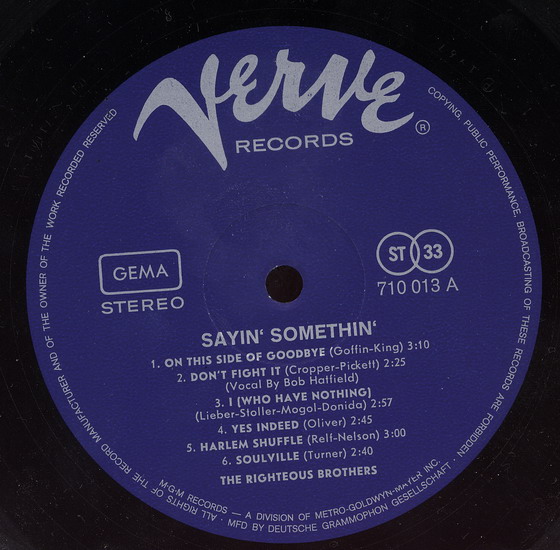 Verve
RECORDS ®
GEMA
STEREO
ST 33
710 013 A
SAYIN' SOMETHIN'
1. ON THIS SIDE OF GOODBYE (Goffin-King) 3:10
2. DON'T FIGHT IT (Cropper-Pickett) 2:25
(Vocal By Bob Hatfield)
3. I (WHO HAVE NOTHING)
(Lieber-Stoller-Mogol-Donida) 2:57
4. YES INDEED (Oliver) 2:45
5. HARLEM SHUFFLE (Relf-Nelson) 3:00
6. SOULVILLE (Turner) 2:40
THE RIGHTEOUS BROTHERS
M·G·M RECORDS — A DIVISION OF METRO-GOLDWYN-MAYER INC.
ALL RIGHTS OF THE RECORD MANUFACTURER AND OF THE OWNER OF THE WORK RECORDED RESERVED
COPYING, PUBLIC PERFORMANCE, BROADCASTING OF THESE RECORDS ARE FORBIDDEN
· MFD BY DEUTSCHE GRAMMOPHON GESELLSCHAFT ·